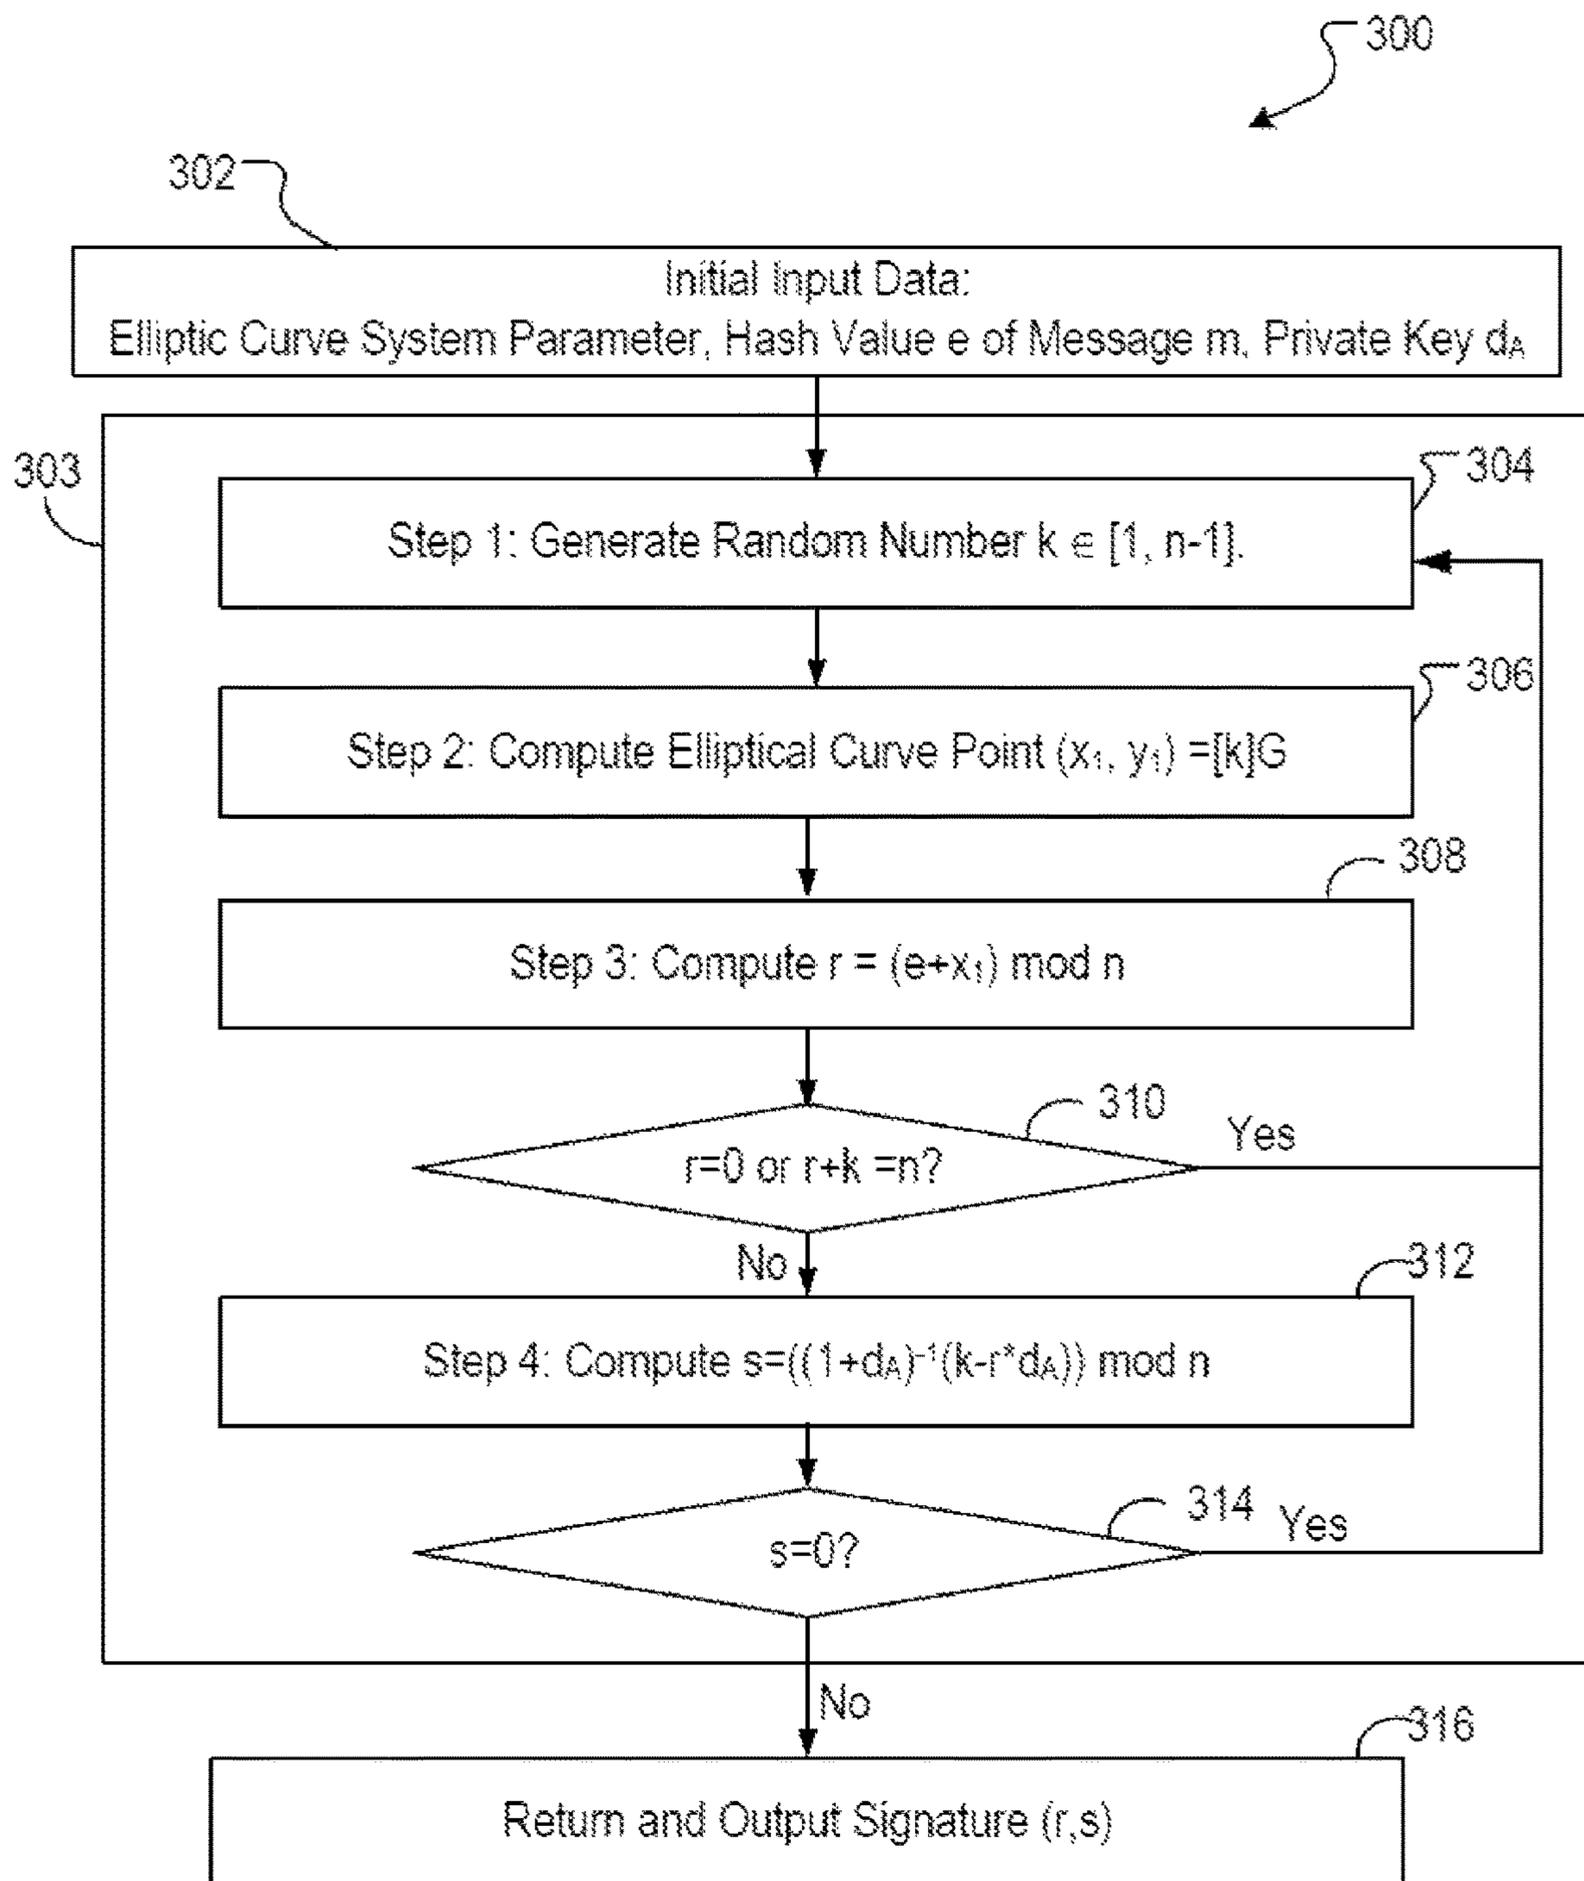 300
302
Initial Input Data:
Elliptic Curve System Parameter, Hash Value e of Message m, Private Key dA
303
304
Step 1: Generate Random Number k ∈ [1, n-1].
306
Step 2: Compute Elliptical Curve Point (x₁, y₁) =[k]G
308
Step 3: Compute r = (e+x₁) mod n
310
Yes
r=0 or r+k =n?
No
312
Step 4: Compute s=((1+dA)⁻¹(k-r*dA)) mod n
314
Yes
s=0?
No
316
Return and Output Signature (r,s)